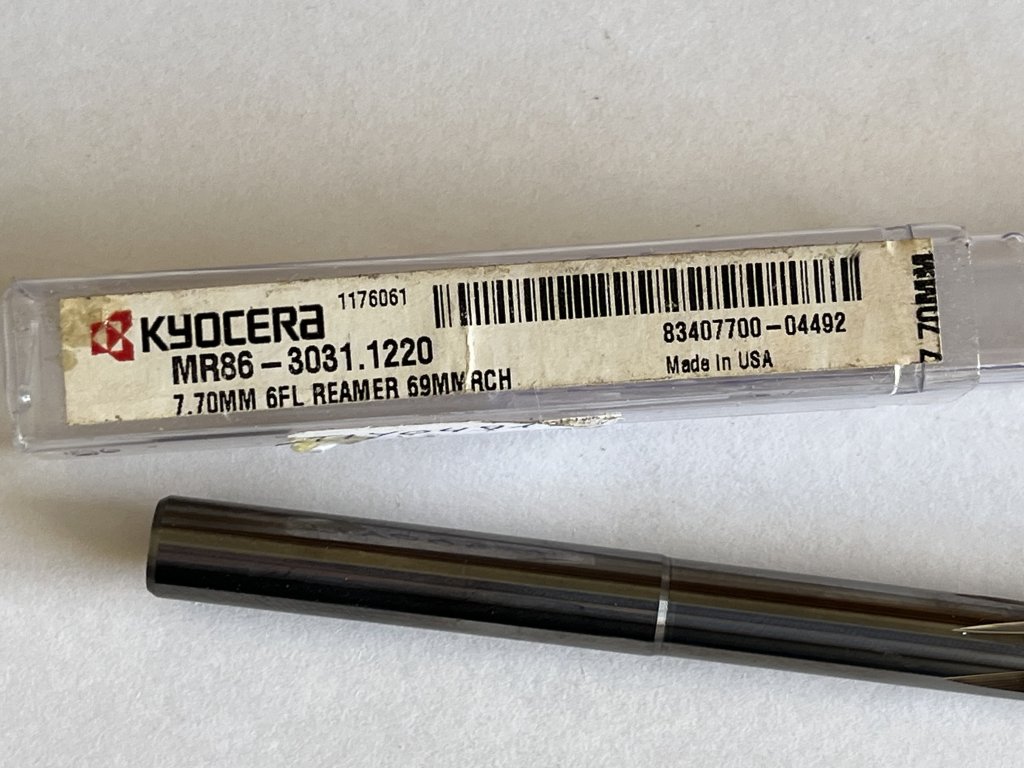 KYOCERA 1176061
MR86-3031.1220
7.70MM 6FL REAMER 69MM RCH
83407700-04492
Made In USA
7.70MM